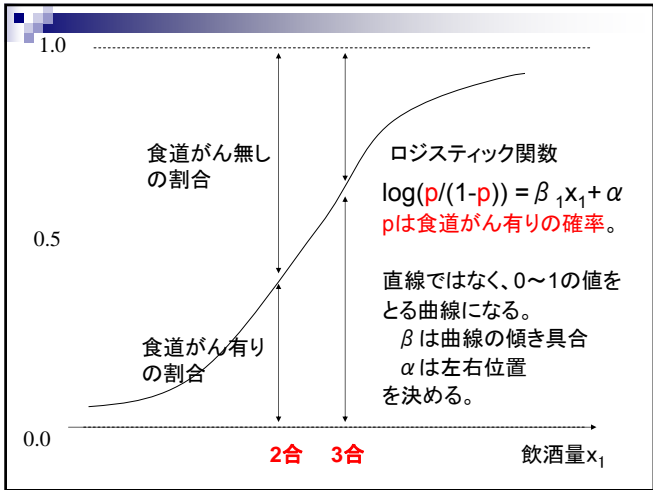 1.0
食道がん無し
の割合
ロジスティック関数
log(p/(1-p)) = β₁x₁+ α
pは食道がん有りの確率。
0.5
直線ではなく、0～1の値を
とる曲線になる。
βは曲線の傾き具合
αは左右位置
を決める。
食道がん有り
の割合
0.0
2合 3合 飲酒量x₁